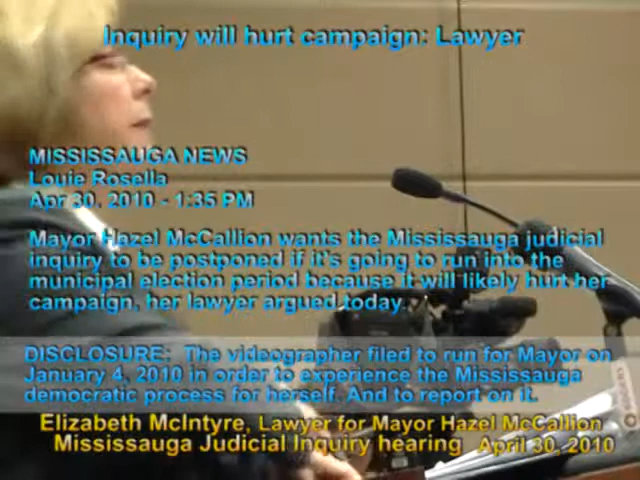 Inquiry will hurt campaign: Lawyer
MISSISSAUGA NEWS
Louie Rosella
Apr 30, 2010 - 1:35 PM
Mayor Hazel McCallion wants the Mississauga judicial
inquiry to be postponed if it's going to run into the
municipal election period because it will likely hurt her
campaign, her lawyer argued today.
DISCLOSURE: The videographer filed to run for Mayor on
January 4, 2010 in order to experience the Mississauga
democratic process for herself. And to report on it.
Elizabeth McIntyre, Lawyer for Mayor Hazel McCallion
Mississauga Judicial Inquiry hearing April 30, 2010